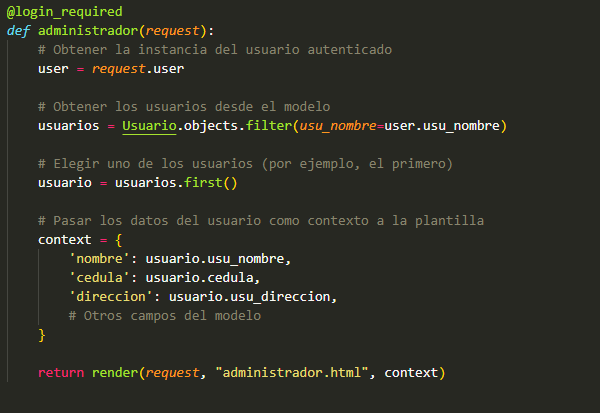 @login_required
def administrador(request):
    # Obtener la instancia del usuario autenticado
    user = request.user
    # Obtener los usuarios desde el modelo
    usuarios = Usuario.objects.filter(usu_nombre=user.usu_nombre)
    # Elegir uno de los usuarios (por ejemplo, el primero)
    usuario = usuarios.first()
    # Pasar los datos del usuario como contexto a la plantilla
    context = {
        'nombre': usuario.usu_nombre,
        'cedula': usuario.cedula,
        'direccion': usuario.usu_direccion,
        # Otros campos del modelo
    }
    return render(request, "administrador.html", context)